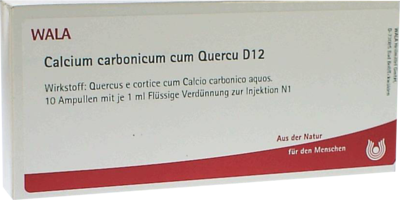 WALA
Calcium carbonicum cum Quercu D12
Wirkstoff: Quercus e cortice cum Calcio carbonico aquos.
10 Ampullen mit je 1 ml Flüssige Verdünnung zur Injektion N1
Aus der Natur
für den Menschen